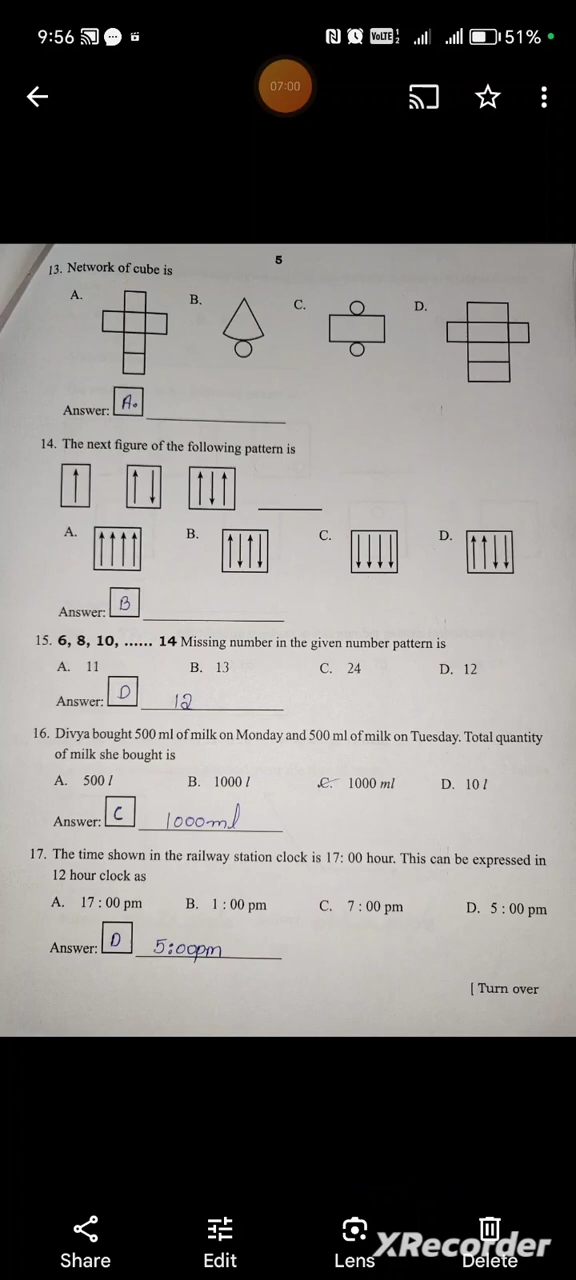 9:56
VoLTE 1 2
51%
07:00
5
13. Network of cube is
A. B. C. D.
Answer: A.
14. The next figure of the following pattern is
A. B. C. D.
Answer: B
15. 6, 8, 10, ...... 14 Missing number in the given number pattern is
A. 11 B. 13 C. 24 D. 12
Answer: D 12
16. Divya bought 500 ml of milk on Monday and 500 ml of milk on Tuesday. Total quantity
of milk she bought is
A. 500 l B. 1000 l C. 1000 ml D. 10 l
Answer: C 1000ml
17. The time shown in the railway station clock is 17: 00 hour. This can be expressed in
12 hour clock as
A. 17 : 00 pm B. 1 : 00 pm C. 7 : 00 pm D. 5 : 00 pm
Answer: D 5:00pm
[ Turn over
Share Edit Lens Delete
XRecorder